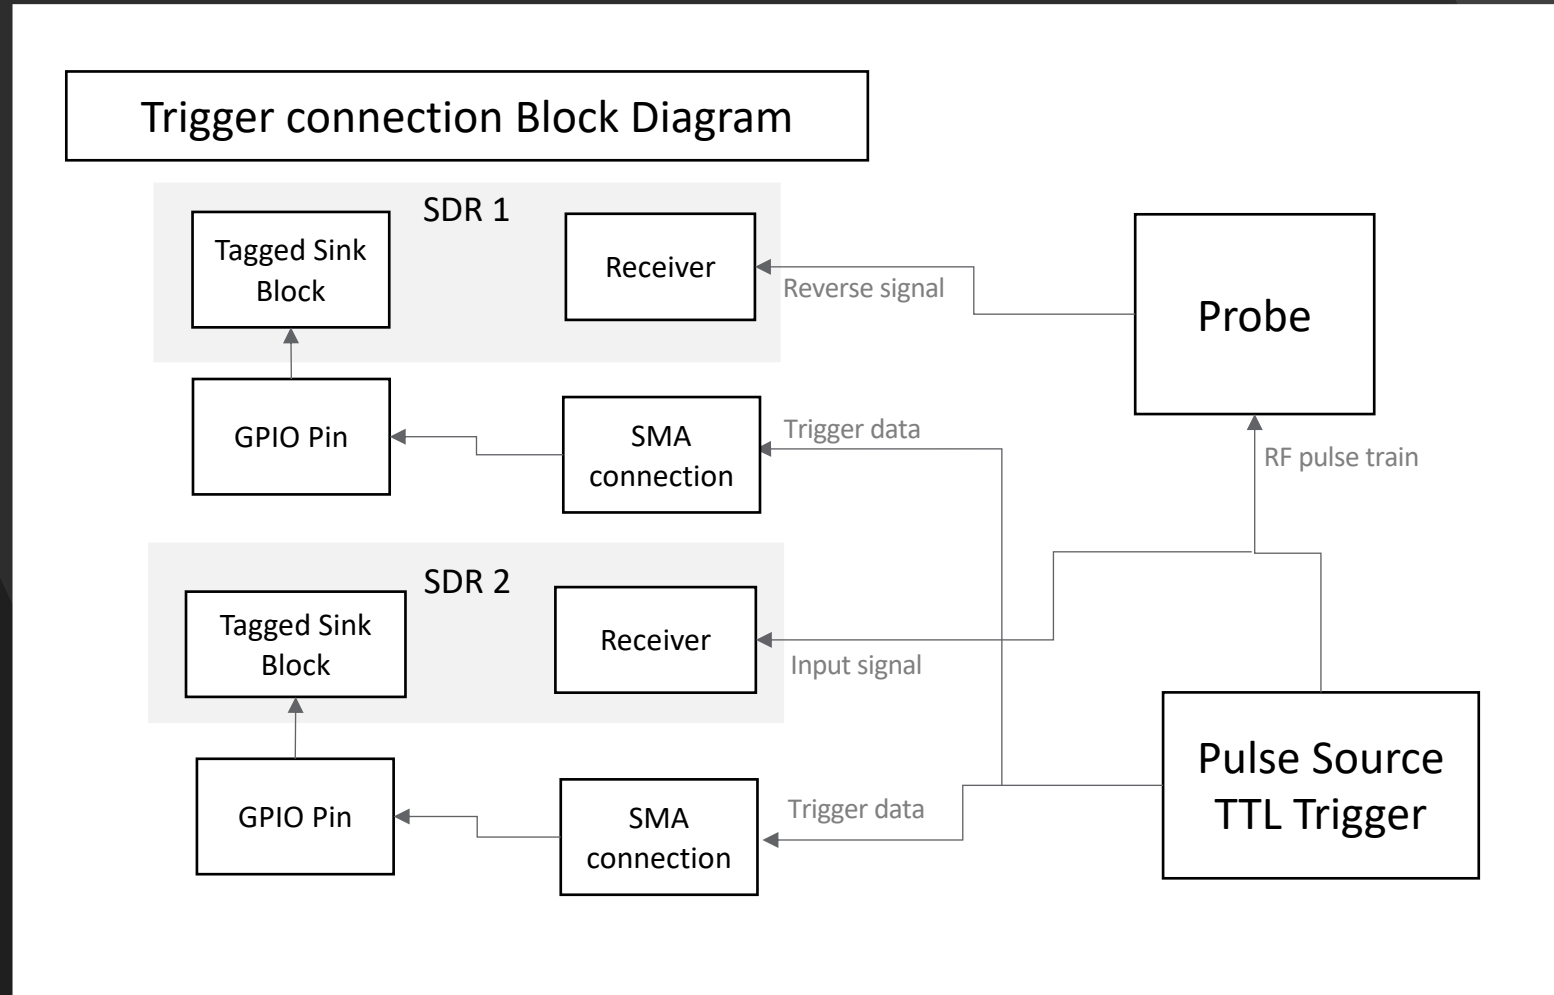 Trigger connection Block Diagram
SDR 1
Tagged Sink
Block
Receiver
Reverse signal
Probe
GPIO Pin
SMA
connection
Trigger data
RF pulse train
SDR 2
Tagged Sink
Block
Receiver
Input signal
Pulse Source
TTL Trigger
GPIO Pin
SMA
connection
Trigger data